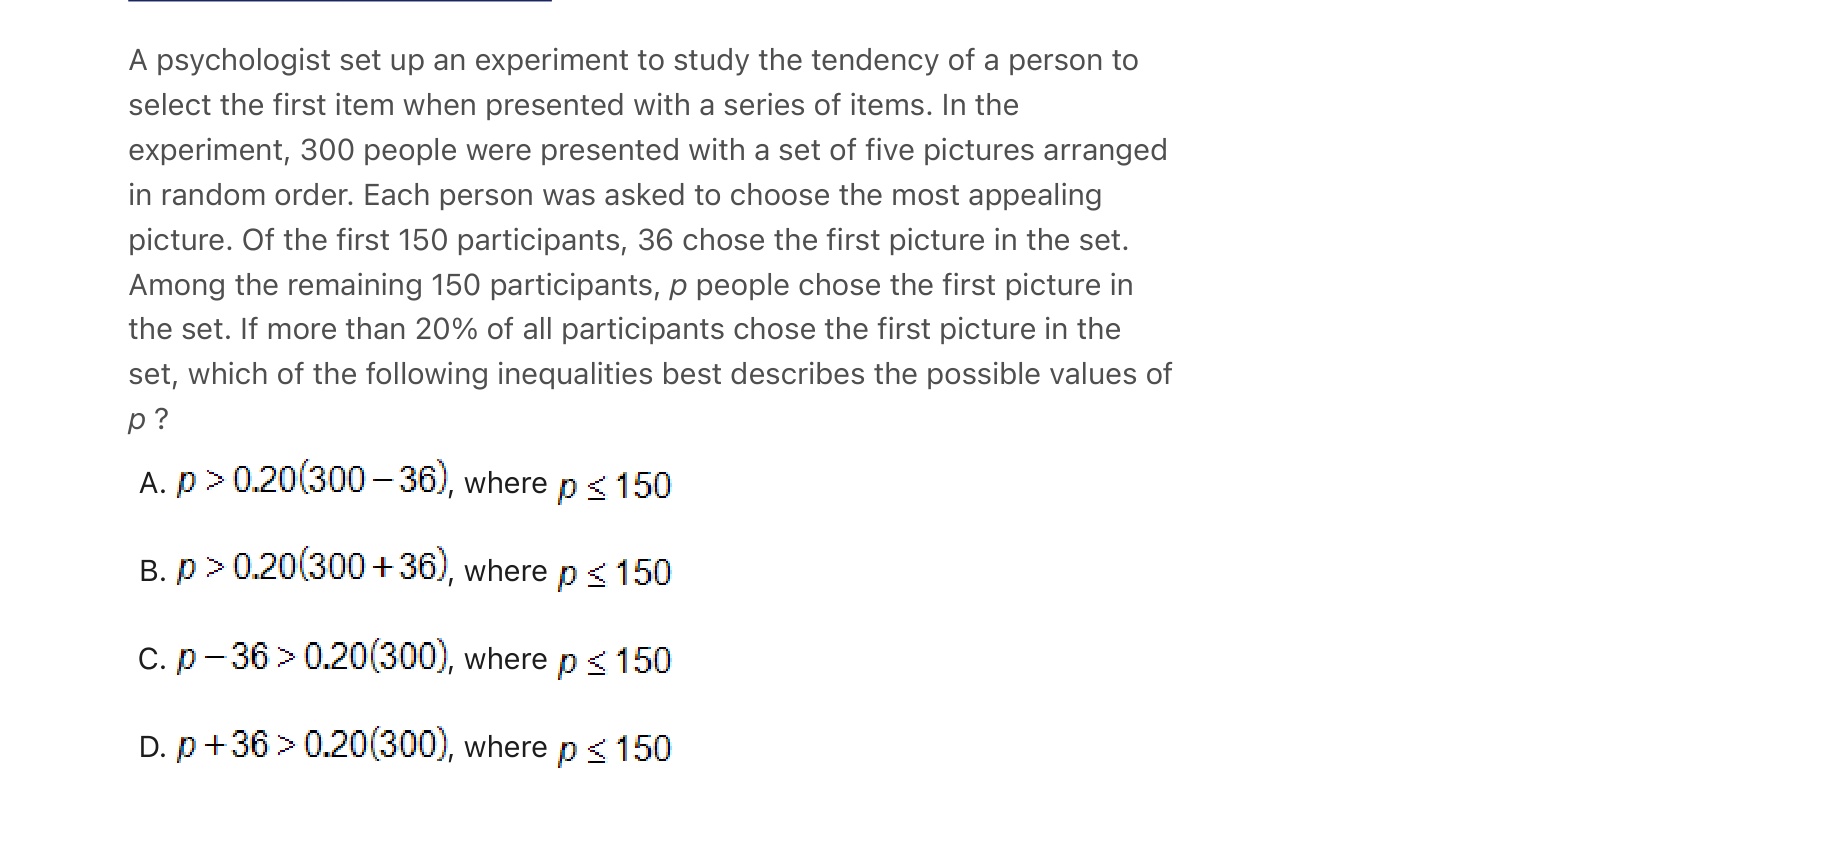 A psychologist set up an experiment to study the tendency of a person to
select the first item when presented with a series of items. In the
experiment, 300 people were presented with a set of five pictures arranged
in random order. Each person was asked to choose the most appealing
picture. Of the first 150 participants, 36 chose the first picture in the set.
Among the remaining 150 participants, p people chose the first picture in
the set. If more than 20% of all participants chose the first picture in the
set, which of the following inequalities best describes the possible values of
p ?
A. p > 0.20(300 – 36), where p ≤ 150
B. p > 0.20(300 + 36), where p ≤ 150
C. p – 36 > 0.20(300), where p ≤ 150
D. p + 36 > 0.20(300), where p ≤ 150